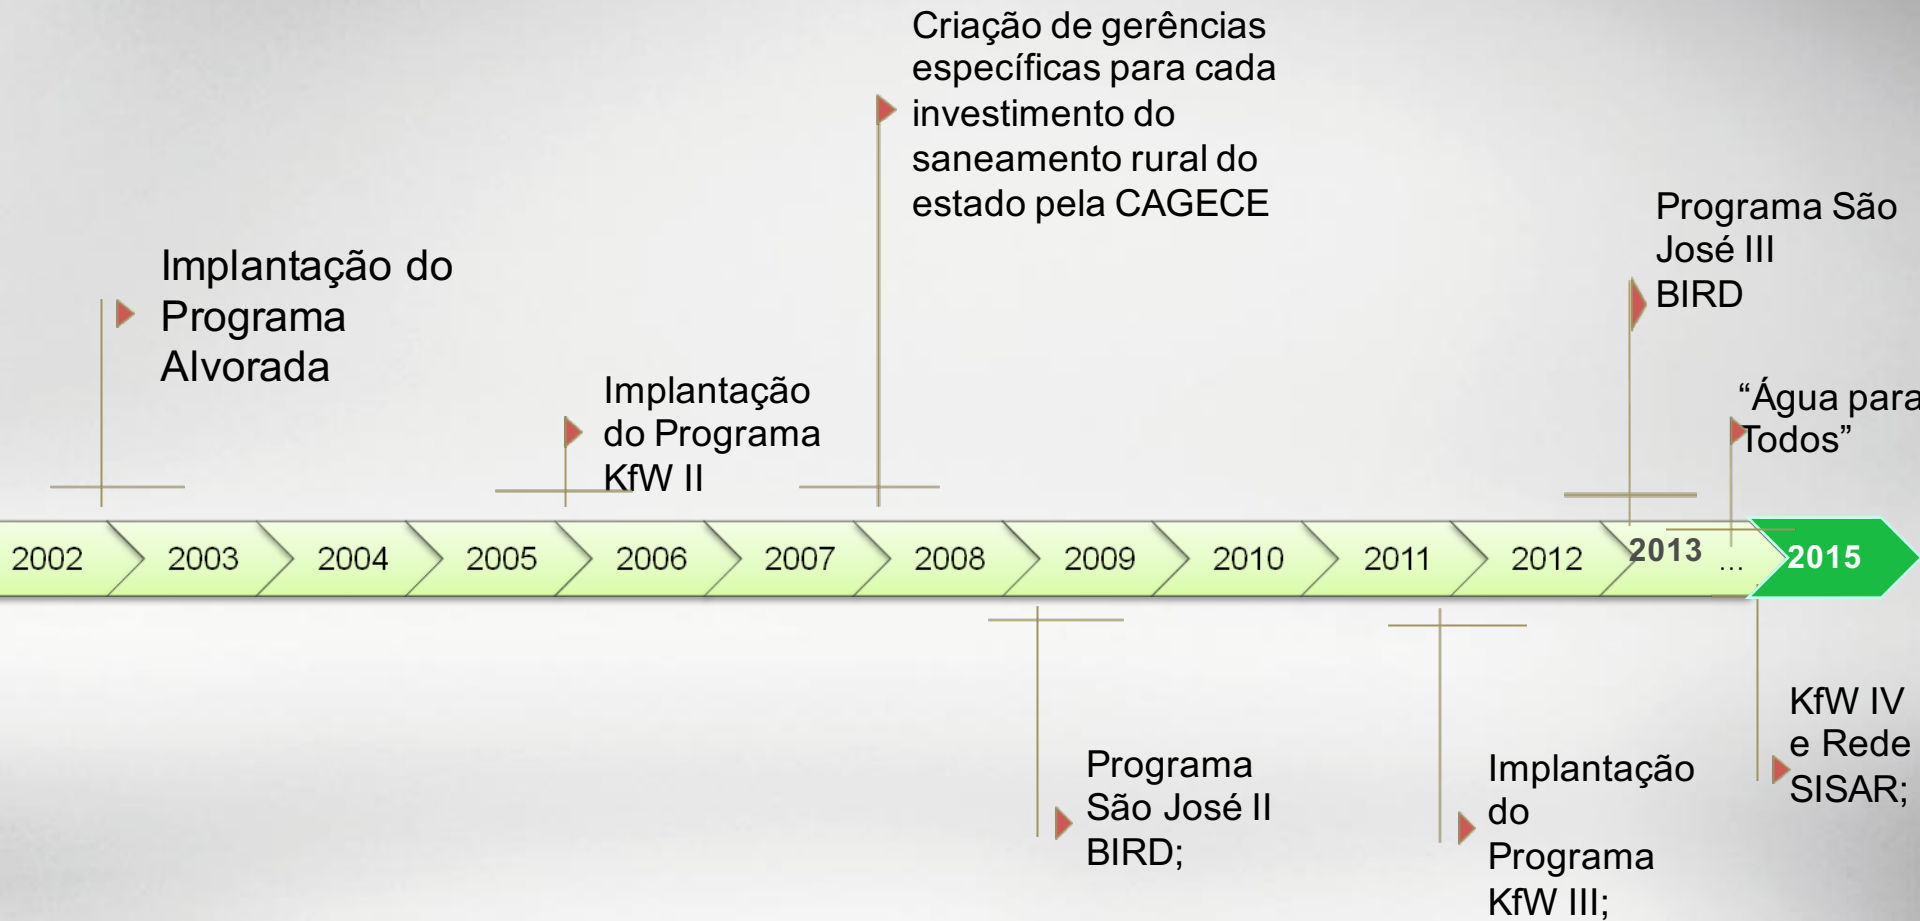 Criação de gerências
específicas para cada
investimento do
saneamento rural do
estado pela CAGECE
Programa São
José III
BIRD
Implantação do
Programa
Alvorada
Implantação
do Programa
KfW II
“Água para
Todos”
2002
2003
2004
2005
2006
2007
2008
2009
2010
2011
2012
2013
...
2015
Programa
São José II
BIRD;
Implantação
do
Programa
KfW III;
KfW IV
e Rede
SISAR;